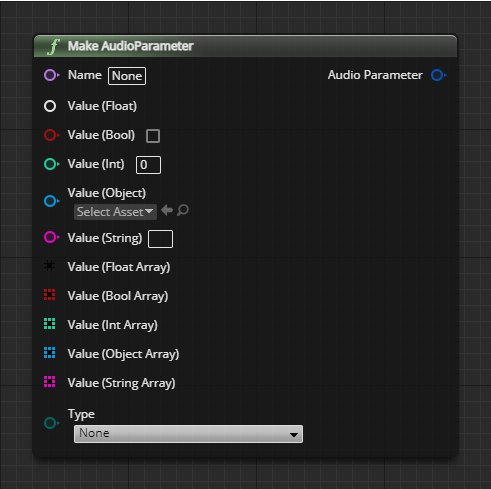 f Make AudioParameter
Name None Audio Parameter
Value (Float)
Value (Bool)
Value (Int) 0
Value (Object)
Select Asset
Value (String)
Value (Float Array)
Value (Bool Array)
Value (Int Array)
Value (Object Array)
Value (String Array)
Type
None